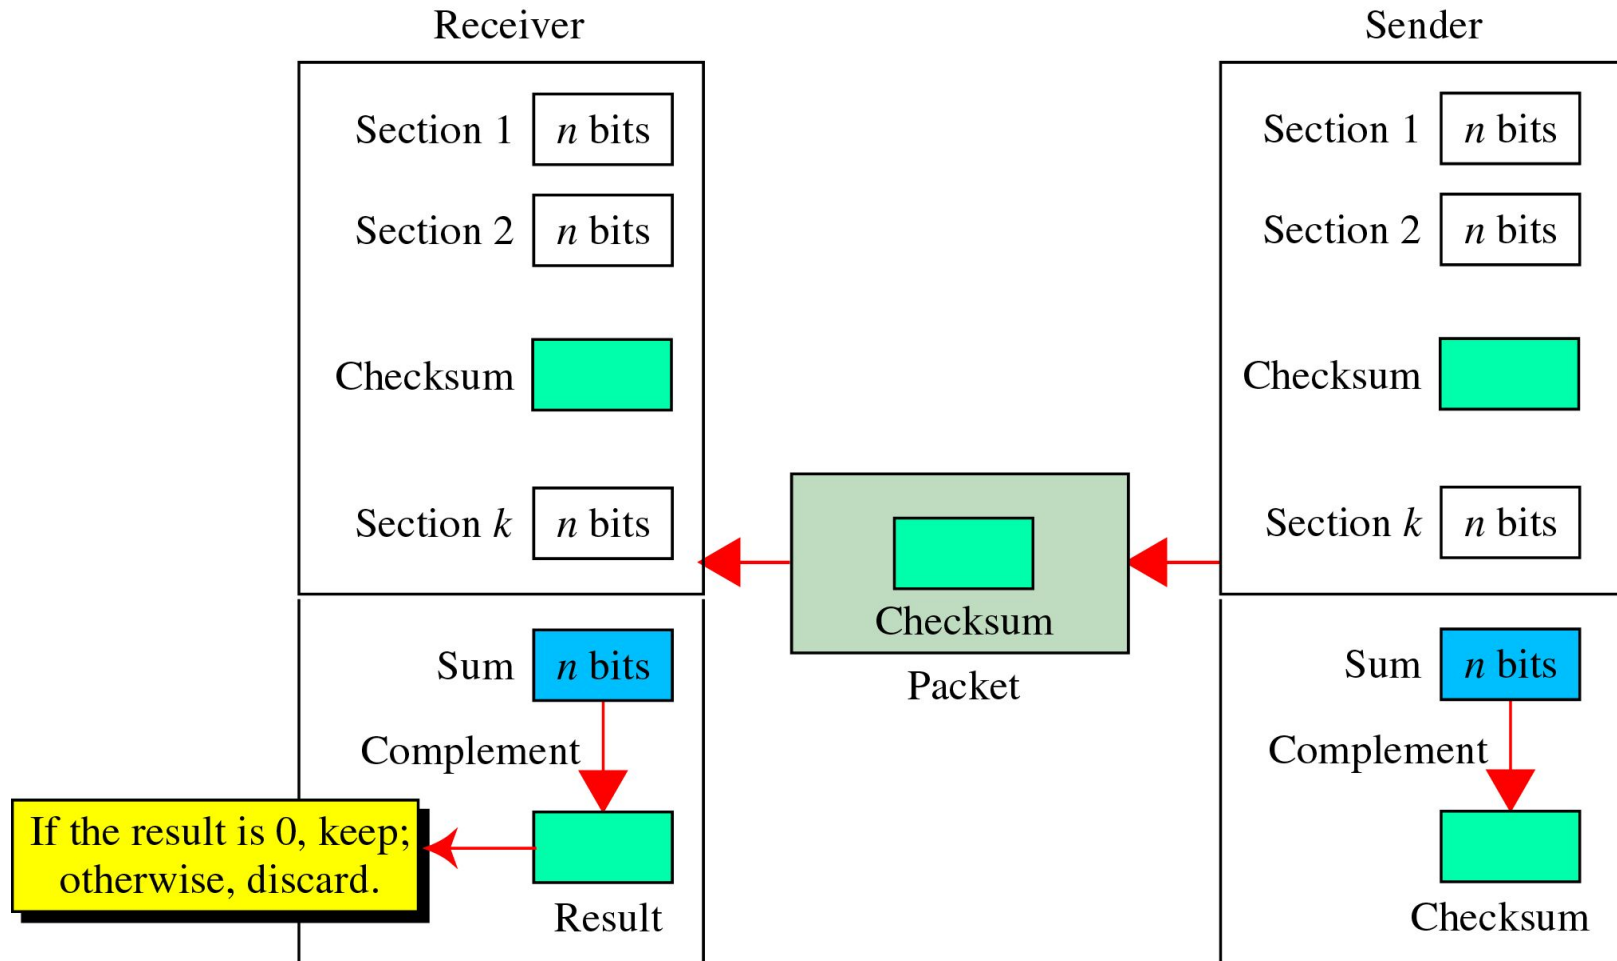 Receiver
Section 1 n bits
Section 2 n bits
Checksum
Section k n bits
Sum n bits
Complement
If the result is 0, keep;
otherwise, discard.
Result
Checksum
Packet
Sender
Section 1 n bits
Section 2 n bits
Checksum
Section k n bits
Sum n bits
Complement
Checksum